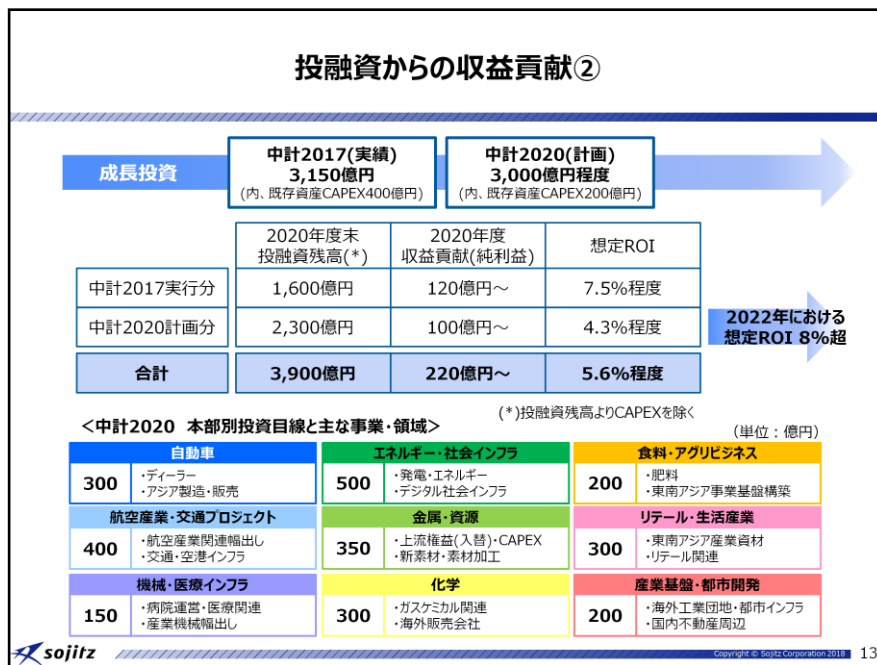 投融資からの収益貢献②
成長投資
中計2017(実績)
3,150億円
(内、既存資産CAPEX400億円)
中計2020(計画)
3,000億円程度
(内、既存資産CAPEX200億円)
2020年度末
投融資残高(*)
2020年度
収益貢献(純利益)
想定ROI
中計2017実行分
1,600億円
120億円~
7.5%程度
中計2020計画分
2,300億円
100億円~
4.3%程度
合計
3,900億円
220億円~
5.6%程度
2022年における
想定ROI 8%超
(*)投融資残高よりCAPEXを除く
<中計2020 本部別投資目線と主な事業・領域>
(単位:億円)
自動車
300
・ディーラー
・アジア製造・販売
エネルギー・社会インフラ
500
・発電・エネルギー
・デジタル社会インフラ
食料・アグリビジネス
200
・肥料
・東南アジア事業基盤構築
航空産業・交通プロジェクト
400
・航空産業関連幅出し
・交通・空港インフラ
金属・資源
350
・上流権益(入替)・CAPEX
・新素材・素材加工
リテール・生活産業
300
・東南アジア産業資材
・リテール関連
機械・医療インフラ
150
・病院運営・医療関連
・産業機械幅出し
化学
300
・ガスケミカル関連
・海外販売会社
産業基盤・都市開発
200
・海外工業団地・都市インフラ
・国内不動産周辺
sojitz
Copyright © Sojitz Corporation 2018
13